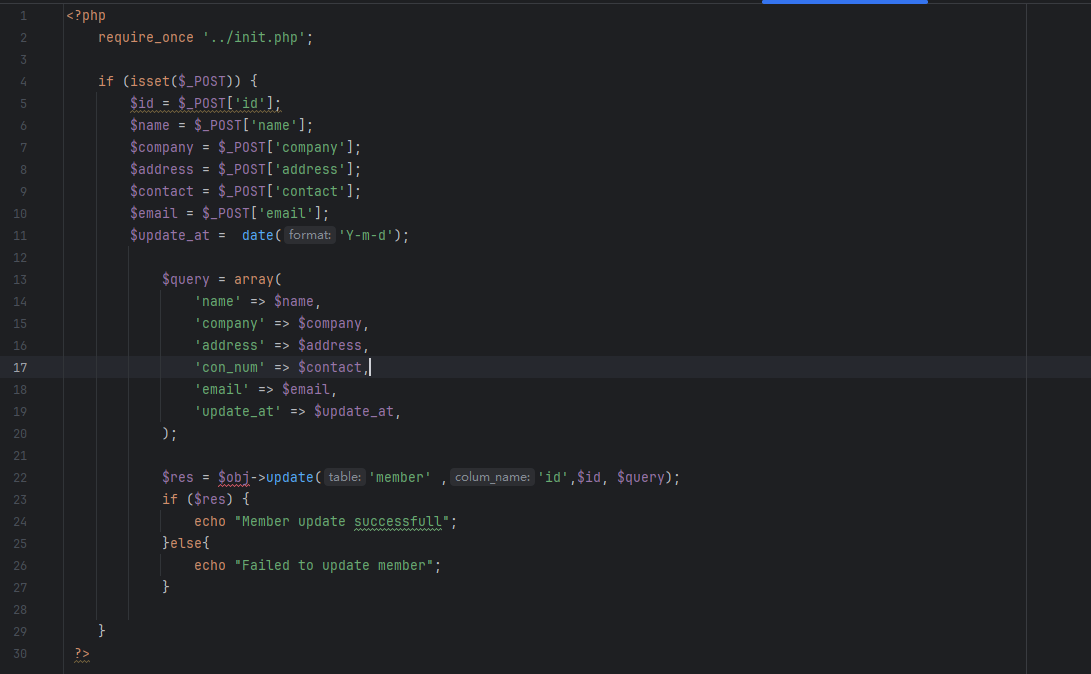 1 <?php
2 require_once '../init.php';
3
4 if (isset($_POST)) {
5 $id = $_POST['id'];
6 $name = $_POST['name'];
7 $company = $_POST['company'];
8 $address = $_POST['address'];
9 $contact = $_POST['contact'];
10 $email = $_POST['email'];
11 $update_at =  date( format: 'Y-m-d');
12
13 $query = array(
14 'name' => $name,
15 'company' => $company,
16 'address' => $address,
17 'con_num' => $contact,
18 'email' => $email,
19 'update_at' => $update_at,
20 );
21
22 $res = $obj->update( table: 'member' , colum_name: 'id',$id, $query);
23 if ($res) {
24 echo "Member update successfull";
25 }else{
26 echo "Failed to update member";
27 }
28
29 }
30 ?>